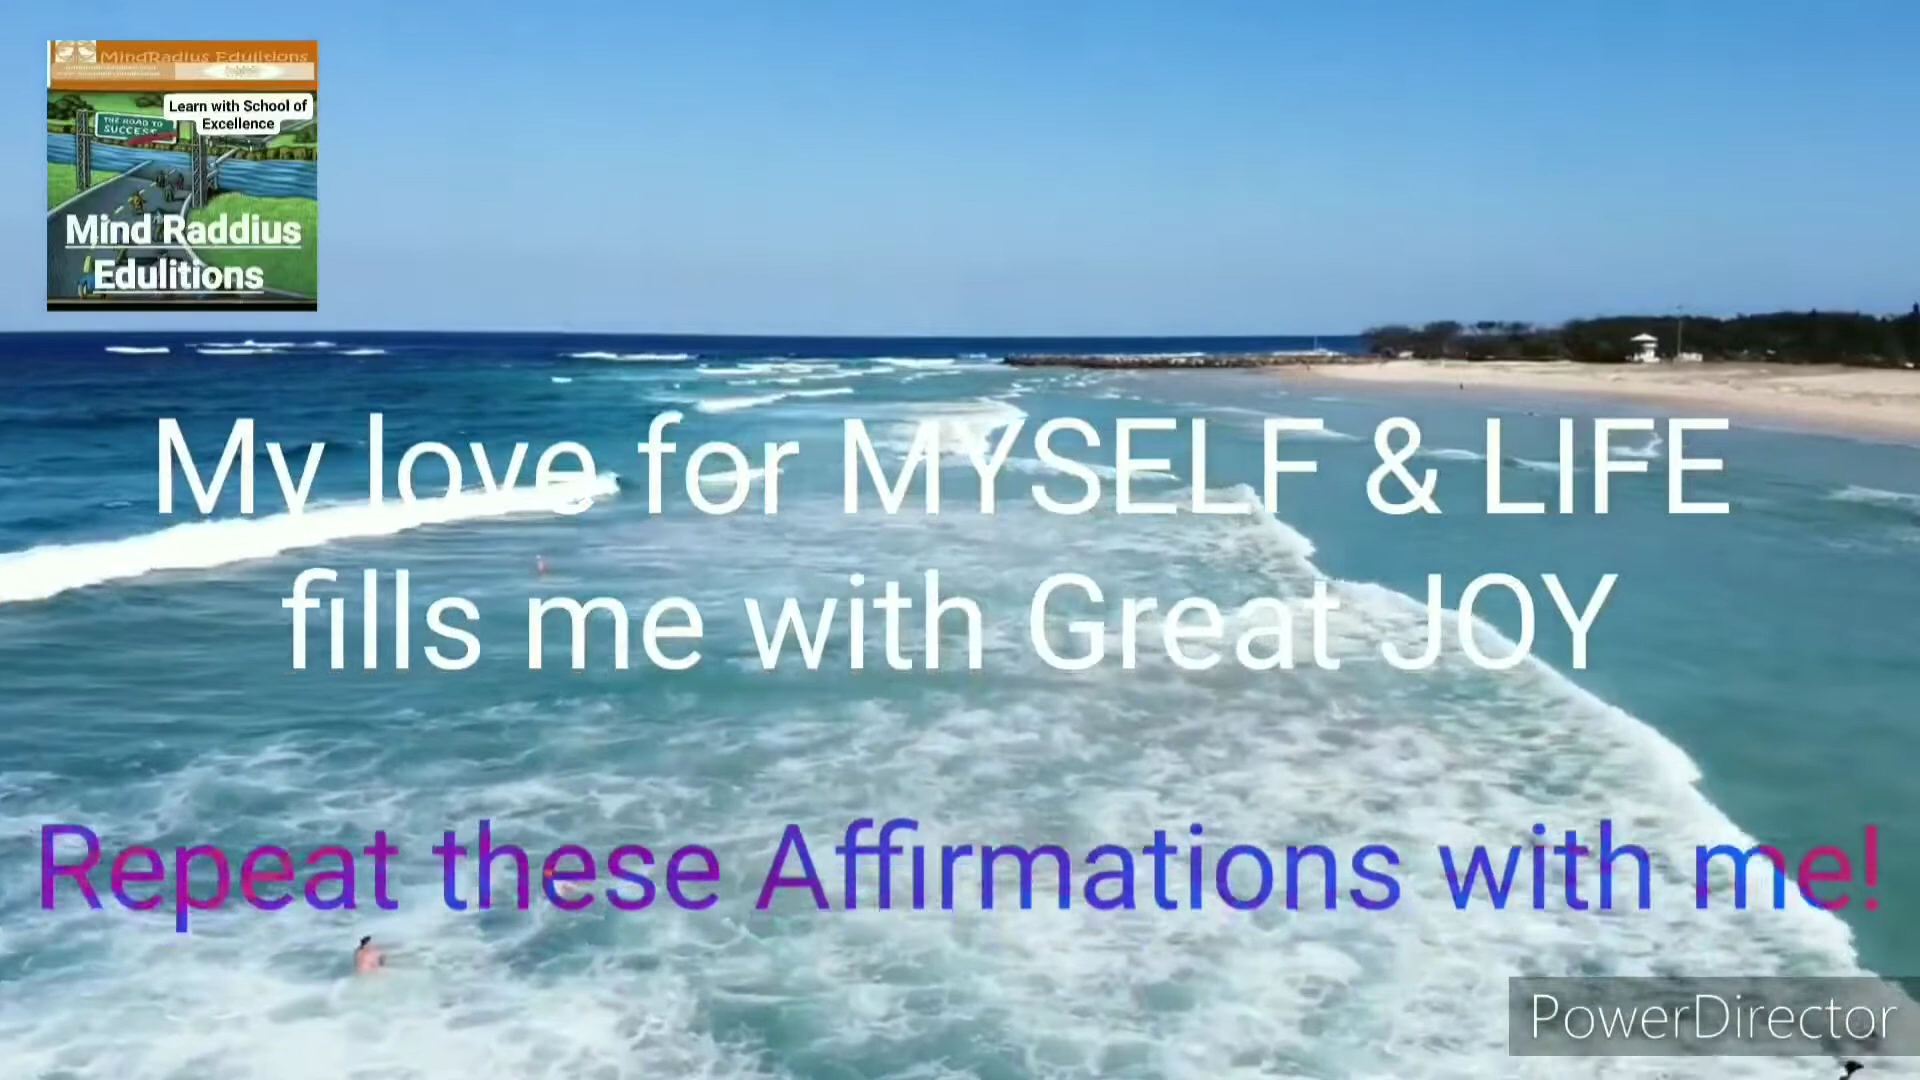 MindRadius Edulisions
Learn with School of
Excellence
THE ROAD TO
SUCCESS
Mind Raddius
Edulitions
My love for MYSELF & LIFE
fills me with Great JOY
Repeat these Affirmations with me!
PowerDirector